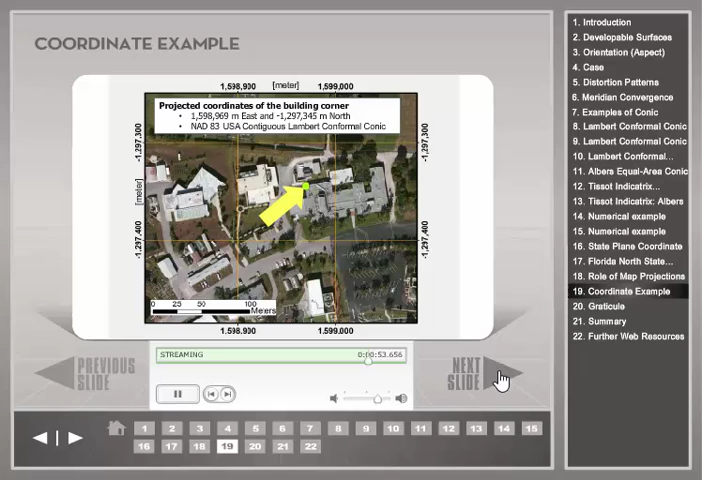 COORDINATE EXAMPLE
1,598,900 [meter] 1,599,000
Projected coordinates of the building corner
• 1,598,969 m East and -1,297,345 m North
• NAD 83 USA Contiguous Lambert Conformal Conic
-1,297,300
-1,297,300
[meter]
-1,297,400
-1,297,400
0 25 50 100
Meters
1,598,900 1,599,000
STREAMING 0:00:53.656
PREVIOUS
SLIDE
NEXT
SLIDE
1 2 3 4 5 6 7 8 9 10 11 12 13 14 15
16 17 18 19 20 21 22
1. Introduction
2. Developable Surfaces
3. Orientation (Aspect)
4. Case
5. Distortion Patterns
6. Meridian Convergence
7. Examples of Conic
8. Lambert Conformal Conic
9. Lambert Conformal Conic
10. Lambert Conformal...
11. Albers Equal-Area Conic
12. Tissot Indicatrix...
13. Tissot Indicatrix: Albers
14. Numerical example
15. Numerical example
16. State Plane Coordinate
17. Florida North State...
18. Role of Map Projections
19. Coordinate Example
20. Graticule
21. Summary
22. Further Web Resources